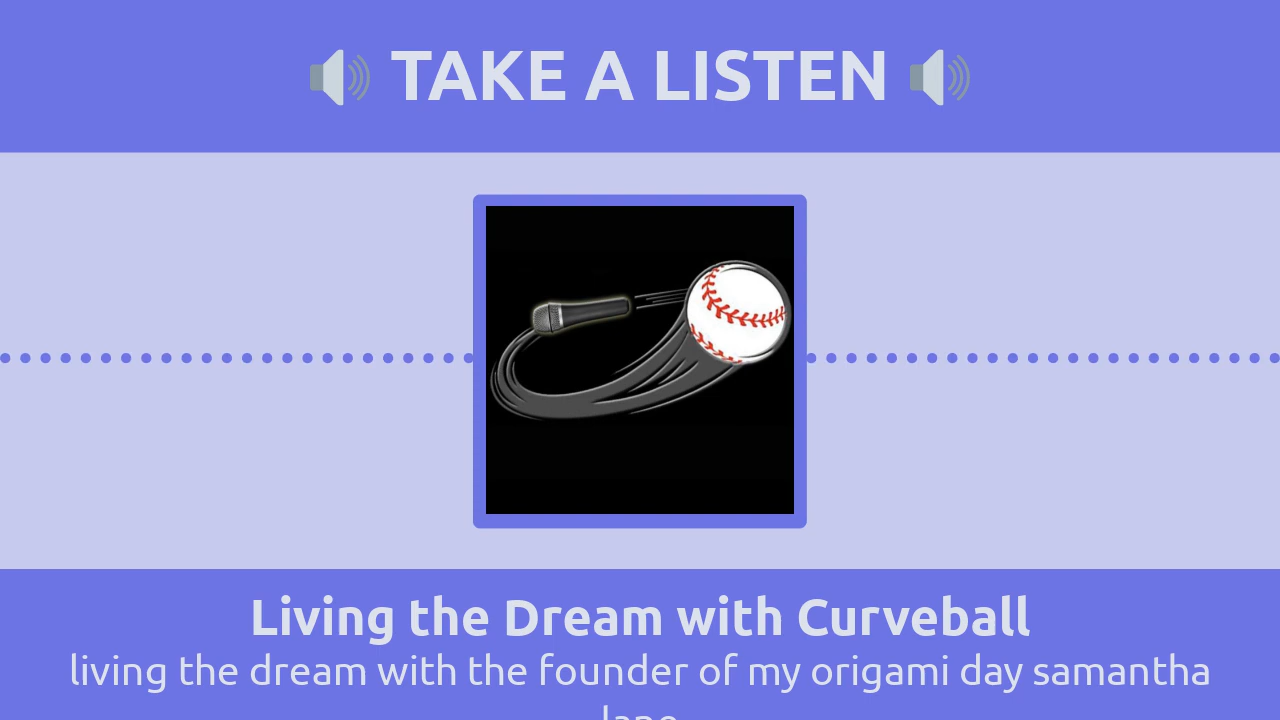 🔊 TAKE A LISTEN 🔊
Living the Dream with Curveball
living the dream with the founder of my origami day samantha